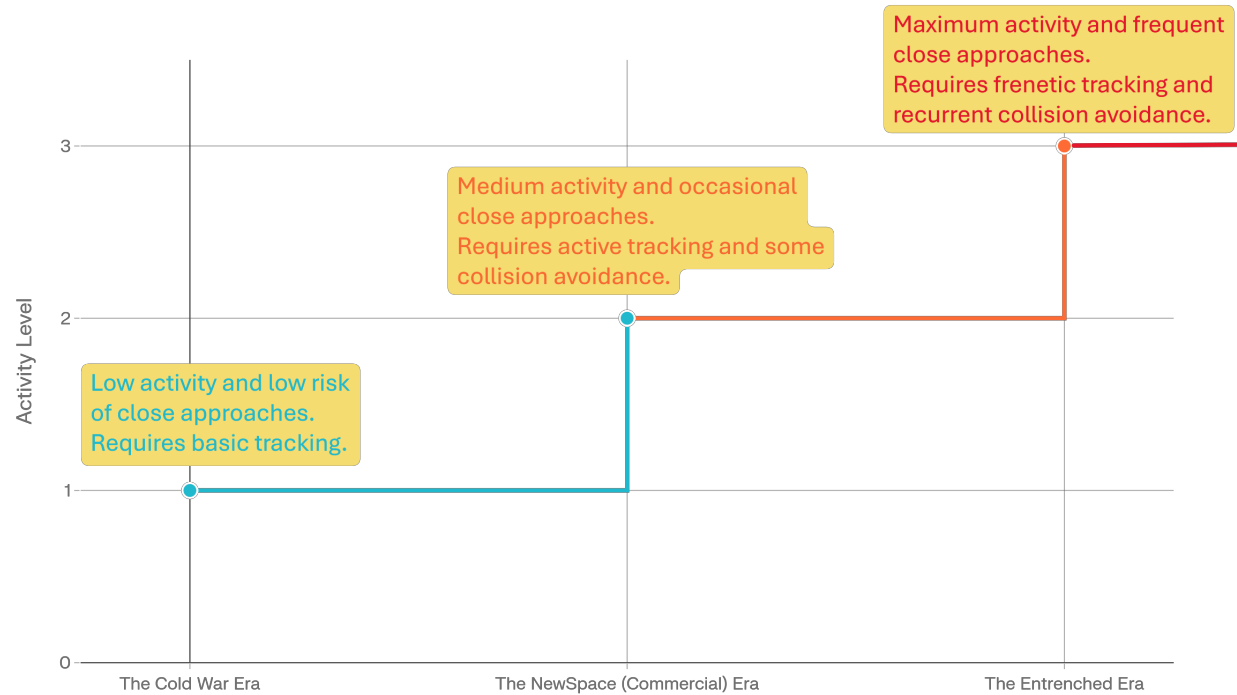 Maximum activity and frequent
close approaches.
Requires frenetic tracking and
recurrent collision avoidance.
3
Medium activity and occasional
close approaches.
Requires active tracking and some
collision avoidance.
2
Activity Level
Low activity and low risk
of close approaches.
Requires basic tracking.
1
0
The Cold War Era
The NewSpace (Commercial) Era
The Entrenched Era